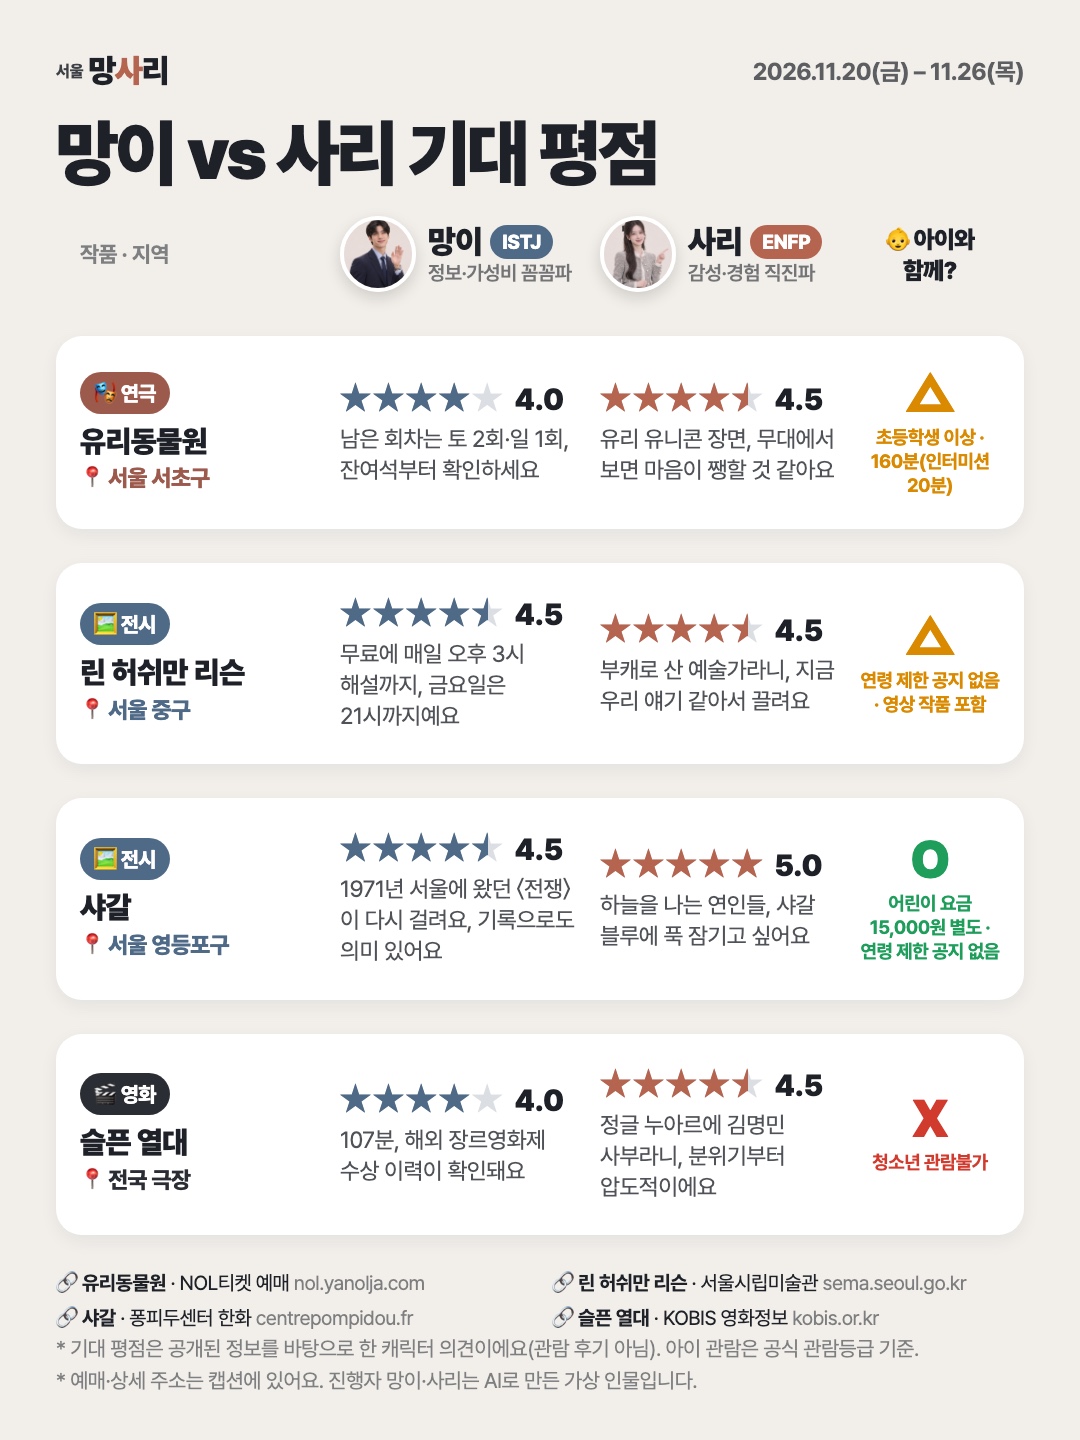 서울 망사리
2026.11.20(금) – 11.26(목)
망이 vs 사리 기대 평점
작품 · 지역
망이 ISTJ
정보·가성비 꼼꼼파
사리 ENFP
감성·경험 직진파
👶아이와
함께?
🎭 연극
유리동물원
📍 서울 서초구
★★★★★ 4.0
남은 회차는 토 2회·일 1회,
잔여석부터 확인하세요
★★★★★ 4.5
유리 유니콘 장면, 무대에서
보면 마음이 쨍할 것 같아요
△
초등학생 이상 ·
160분(인터미션
20분)
🖼️ 전시
린 허쉬만 리슨
📍 서울 중구
★★★★★ 4.5
무료에 매일 오후 3시
해설까지, 금요일은
21시까지예요
★★★★★ 4.5
부캐로 산 예술가라니, 지금
우리 얘기 같아서 끌려요
△
연령 제한 공지 없음
· 영상 작품 포함
🖼️ 전시
샤갈
📍 서울 영등포구
★★★★★ 4.5
1971년 서울에 왔던 〈전쟁〉
이 다시 걸려요, 기록으로도
의미 있어요
★★★★★ 5.0
하늘을 나는 연인들, 샤갈
블루에 푹 잠기고 싶어요
O
어린이 요금
15,000원 별도 ·
연령 제한 공지 없음
🎬 영화
슬픈 열대
📍 전국 극장
★★★★★ 4.0
107분, 해외 장르영화제
수상 이력이 확인돼요
★★★★★ 4.5
정글 누아르에 김명민
사부라니, 분위기부터
압도적이에요
X
청소년 관람불가
🔗 유리동물원 · NOL티켓 예매 nol.yanolja.com
🔗 린 허쉬만 리슨 · 서울시립미술관 sema.seoul.go.kr
🔗 샤갈 · 퐁피두센터 한화 centrepompidou.fr
🔗 슬픈 열대 · KOBIS 영화정보 kobis.or.kr
* 기대 평점은 공개된 정보를 바탕으로 한 캐릭터 의견이에요(관람 후기 아님). 아이 관람은 공식 관람등급 기준.
* 예매·상세 주소는 캡션에 있어요. 진행자 망이·사리는 AI로 만든 가상 인물입니다.